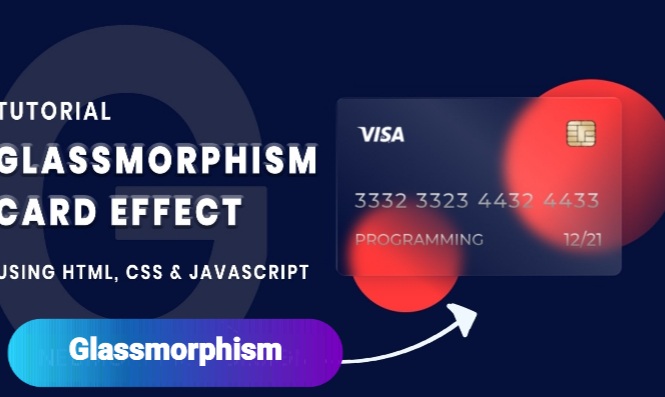 TUTORIAL
GLASSMORPHISM
CARD EFFECT
USING HTML, CSS & JAVASCRIPT
Glassmorphism
VISA
3332 3323 4432 4433
PROGRAMMING 12/21